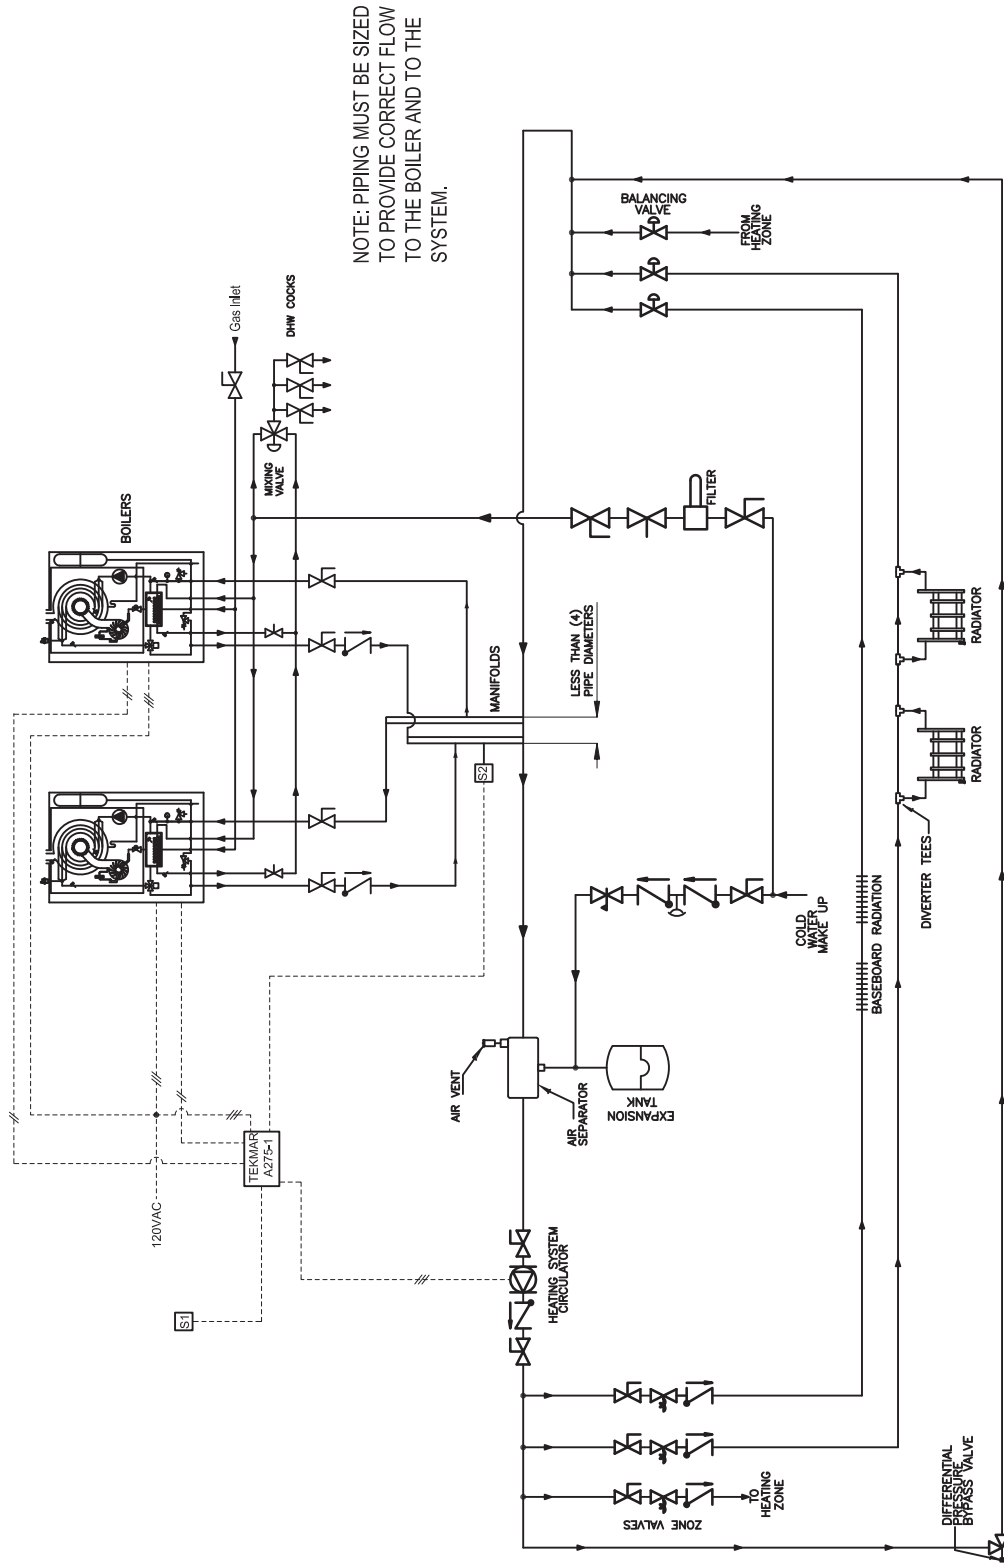 NOTE: PIPING MUST BE SIZED
TO PROVIDE CORRECT FLOW
TO THE BOILER AND TO THE
SYSTEM.
Gas Inlet
DHW COCKS
MIXING
VALVE
BOILERS
BALANCING
VALVE
FROM
HEATING
ZONE
FILTER
MANIFOLDS
LESS THAN (4)
PIPE DIAMETERS
S2
RADIATOR
RADIATOR
DIVERTER TEES
BASEBOARD RADIATION
COLD
WATER
MAKE UP
AIR VENT
AIR
SEPARATOR
EXPANSION
TANK
TEKMAR
A275-1
120VAC
S1
HEATING SYSTEM
CIRCULATOR
ZONE VALVES
TO
HEATING
ZONE
DIFFERENTIAL
PRESSURE
BYPASS VALVE